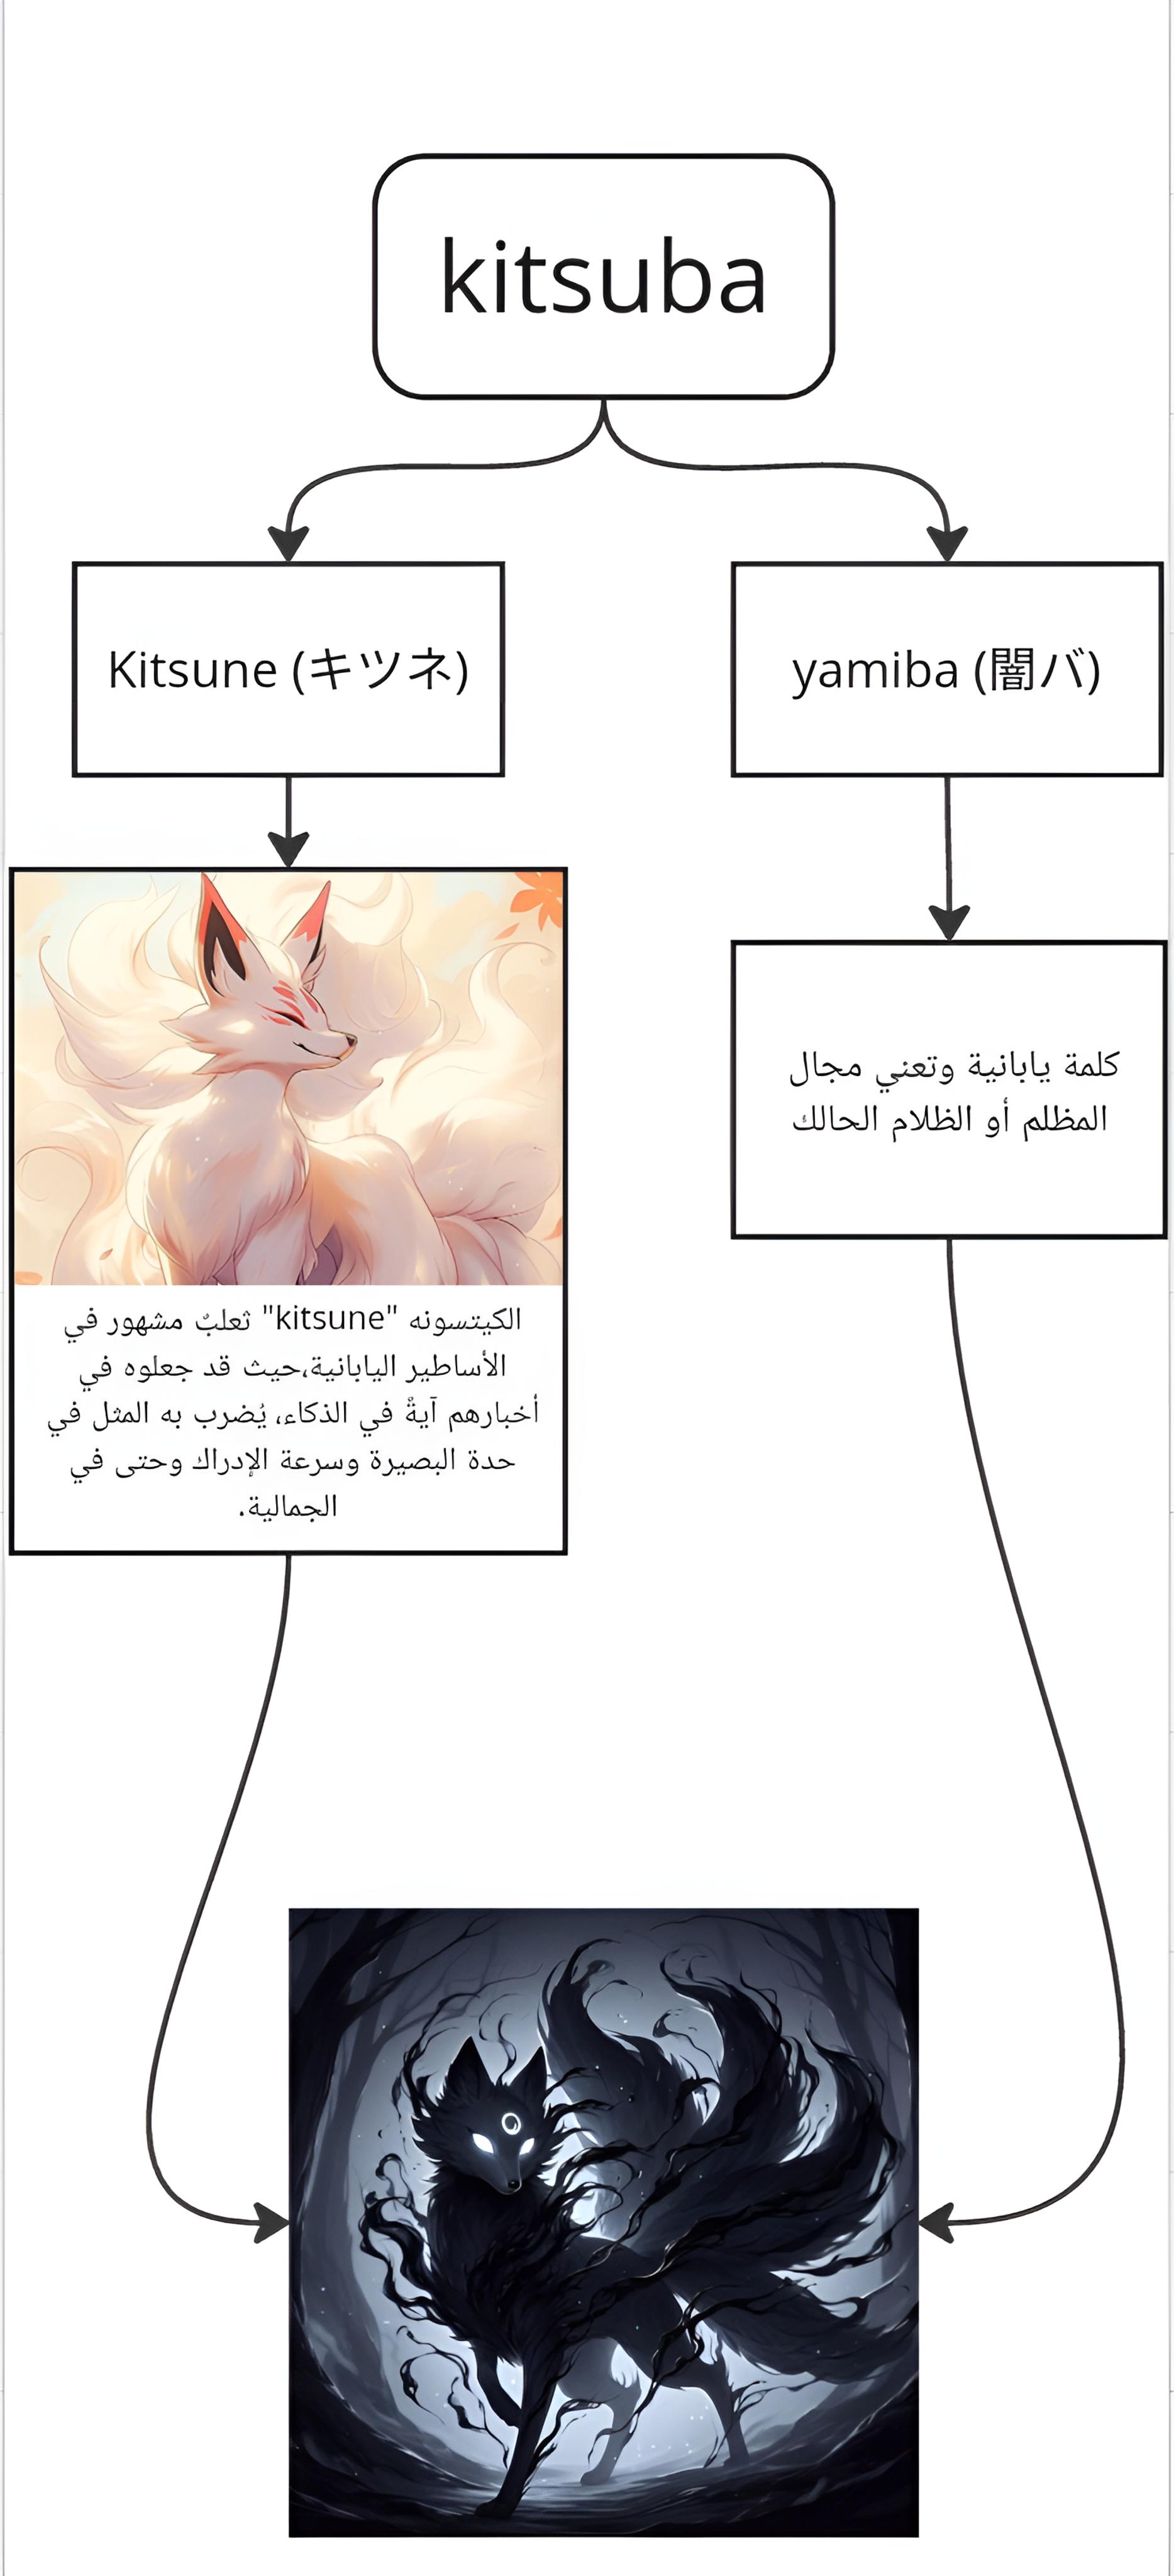 kitsuba
Kitsune (キツネ)
yamiba (闇バ)
كلمة يابانية وتعني مجال
المظلم أو الظلام الحالك
الكيتسونه "kitsune" ثعلبٌ مشهور في
الأساطير اليابانية،حيث قد جعلوه في
أخبارهم آيةٌ في الذكاء، يُضرب به المثل في
حدة البصيرة وسرعة الإدراك وحتى في
الجمالية.